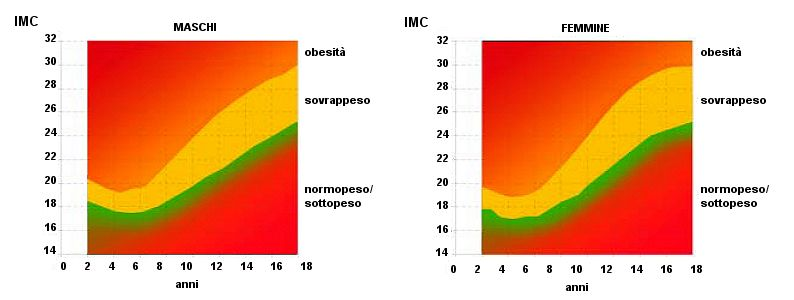 IMC
MASCHI
32
30
28
26
24
22
20
18
16
14
0 2 4 6 8 10 12 14 16 18
anni
obesità
sovrappeso
normopeso/
sottopeso
IMC
FEMMINE
32
30
28
26
24
22
20
18
16
14
0 2 4 6 8 10 12 14 16 18
anni
obesità
sovrappeso
normopeso/
sottopeso